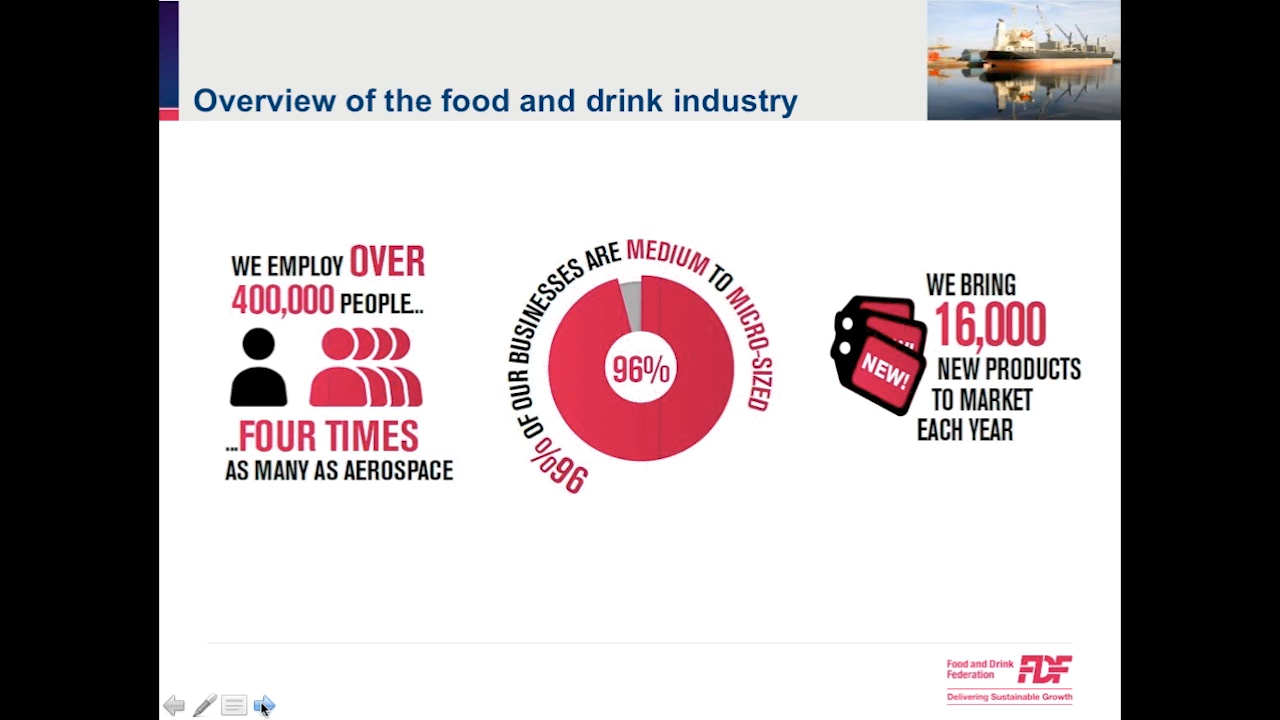 Overview of the food and drink industry
WE EMPLOY OVER
400,000 PEOPLE...
...FOUR TIMES
AS MANY AS AEROSPACE
96% OF OUR BUSINESSES ARE MEDIUM TO MICRO-SIZED
96%
NEW!
WE BRING
16,000
NEW PRODUCTS
TO MARKET
EACH YEAR
Food and Drink
Federation
FDF
Delivering Sustainable Growth